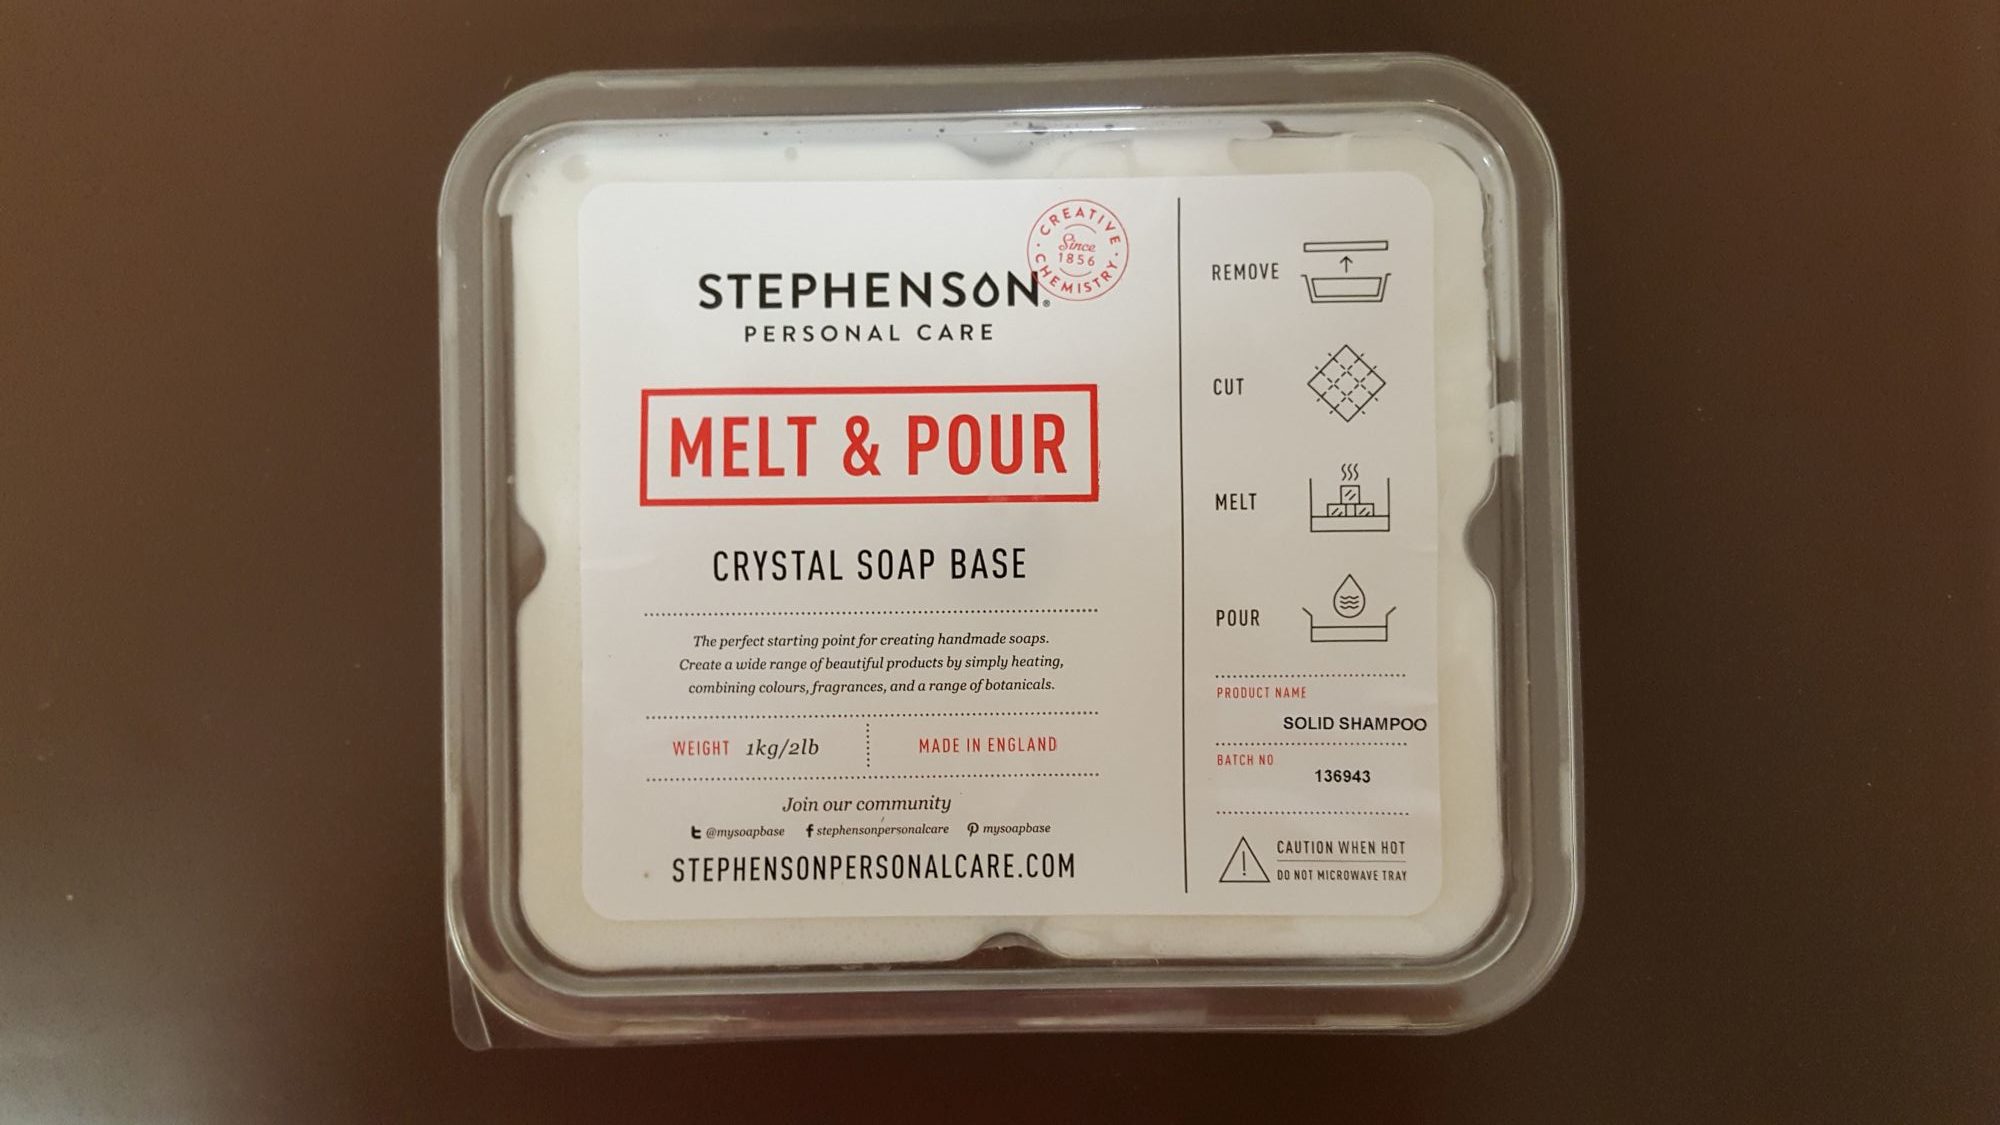 CREATIVE
Since
1856
CHEMISTRY
STEPHENSON®
PERSONAL CARE
MELT & POUR
CRYSTAL SOAP BASE
The perfect starting point for creating handmade soaps.
Create a wide range of beautiful products by simply heating,
combining colours, fragrances, and a range of botanicals.
WEIGHT 1kg/2lb
MADE IN ENGLAND
Join our community
@mysoapbase stephensonpersonalcare mysoapbase
STEPHENSONPERSONALCARE.COM
REMOVE
CUT
MELT
POUR
PRODUCT NAME
SOLID SHAMPOO
BATCH NO
136943
CAUTION WHEN HOT
DO NOT MICROWAVE TRAY